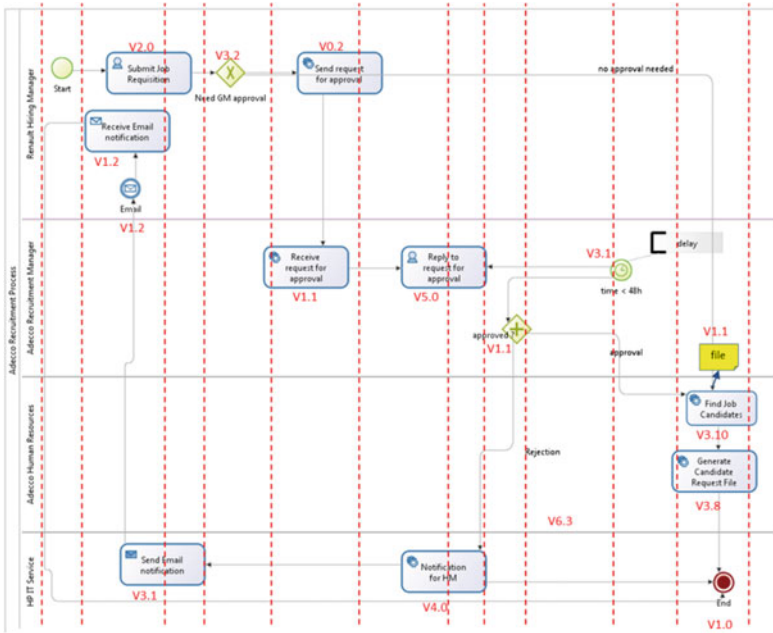 Adecco Recruitment Process
Renault Hiring Manager
V2.0
V3.2
V0.2
Submit Job
Requisition
Send request
for approval
no approval needed
Start
Need GM approval
Receive Email
notification
V1.2
Email
V1.2
Adecco Recruitment Manager
V3.1
delay
Receive
request for
approval
Reply to
request for
approval
V1.1
V5.0
time < 48h
approved ?
V1.1
approval
V1.1
file
Adecco Human Resources
Find Job
Candidates
V3.10
Rejection
Generate
Candidate
Request File
V3.8
V6.3
HP IT Service
Send Email
notification
V3.1
Notification
for HM
V4.0
End
V1.0